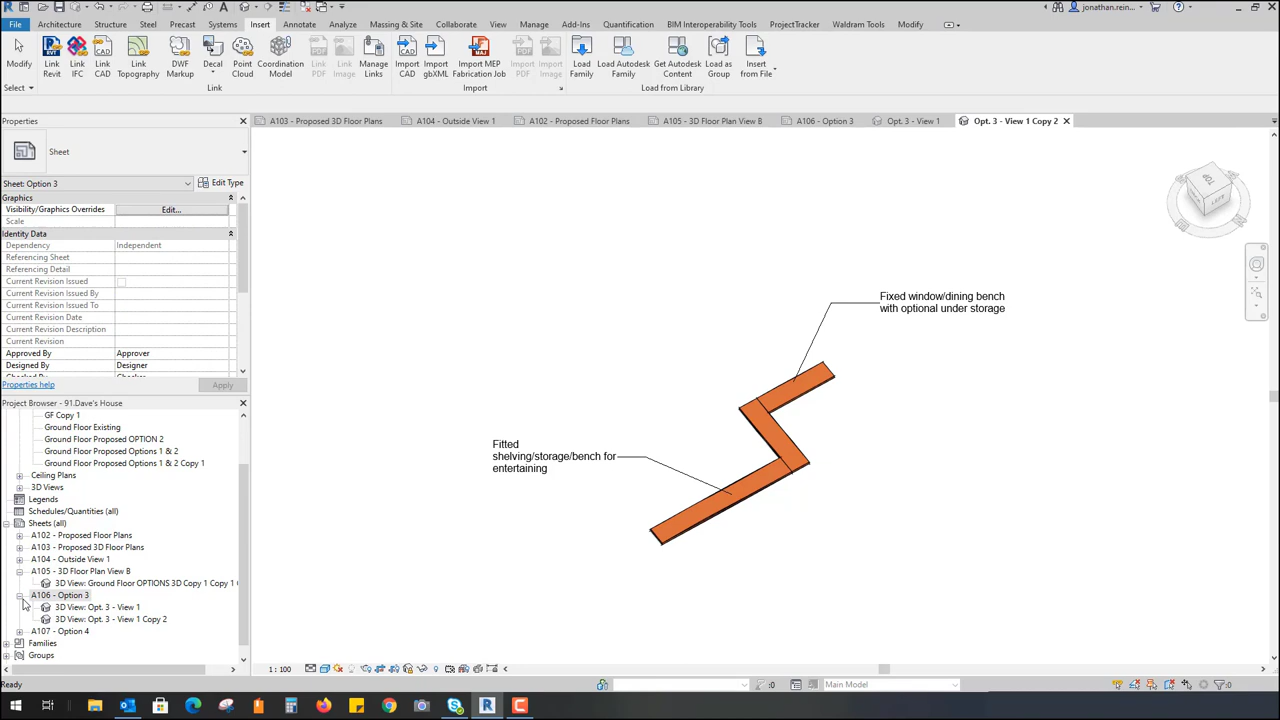 jonathan.rein...
File Architecture Structure Steel Precast Systems Insert Annotate Analyze Massing & Site Collaborate View Manage Add-Ins Quantification BIM Interoperability Tools ProjectTracker Waldram Tools Modify
Modify Link Revit Link IFC Link CAD Link Topography DWF Markup Decal Point Cloud Coordination Model Link PDF Link Image Manage Links Import CAD Import gbXML Import MEP Fabrication Job Import PDF Import Image Load Family Load Autodesk Family Get Autodesk Content Load as Group Insert from File
Select Link Import Load from Library
Properties
A103 - Proposed 3D Floor Plans A104 - Outside View 1 A102 - Proposed Floor Plans A105 - 3D Floor Plan View B A106 - Option 3 Opt. 3 - View 1 Opt. 3 - View 1 Copy 2
Sheet
Sheet: Option 3 Edit Type
Graphics
Visibility/Graphics Overrides Edit...
Scale
Identity Data
Dependency Independent
Referencing Sheet
Referencing Detail
Current Revision Issued
Current Revision Issued By
Current Revision Issued To
Current Revision Date
Current Revision Description
Current Revision
Approved By Approver
Designed By Designer
Properties help Apply
Project Browser - 91.Dave's House
GF Copy 1
Ground Floor Existing
Ground Floor Proposed OPTION 2
Ground Floor Proposed Options 1 & 2
Ground Floor Proposed Options 1 & 2 Copy 1
Ceiling Plans
3D Views
Legends
Schedules/Quantities (all)
Sheets (all)
A102 - Proposed Floor Plans
A103 - Proposed 3D Floor Plans
A104 - Outside View 1
A105 - 3D Floor Plan View B
3D View: Ground Floor OPTIONS 3D Copy 1 Copy 1
A106 - Option 3
3D View: Opt. 3 - View 1
3D View: Opt. 3 - View 1 Copy 2
A107 - Option 4
Families
Groups
Fixed window/dining bench
with optional under storage
Fitted
shelving/storage/bench for
entertaining
TOP
LEFT
1 : 100
Ready :0 Main Model :0